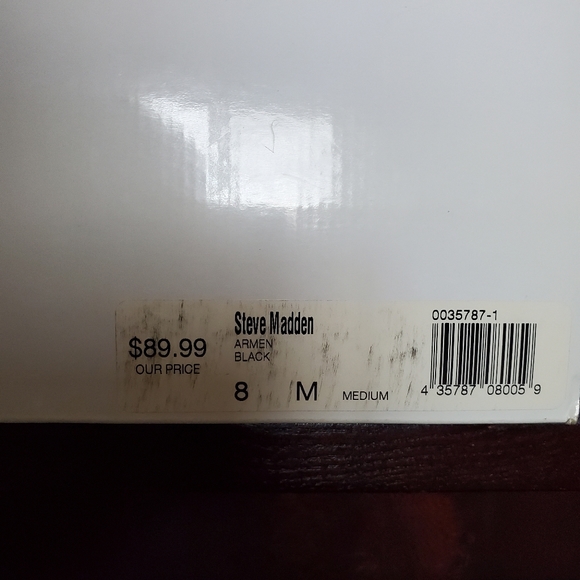 $89.99
OUR PRICE
Steve Madden
ARMEN
BLACK
8 M MEDIUM
0035787-1
4 35787 08005 9